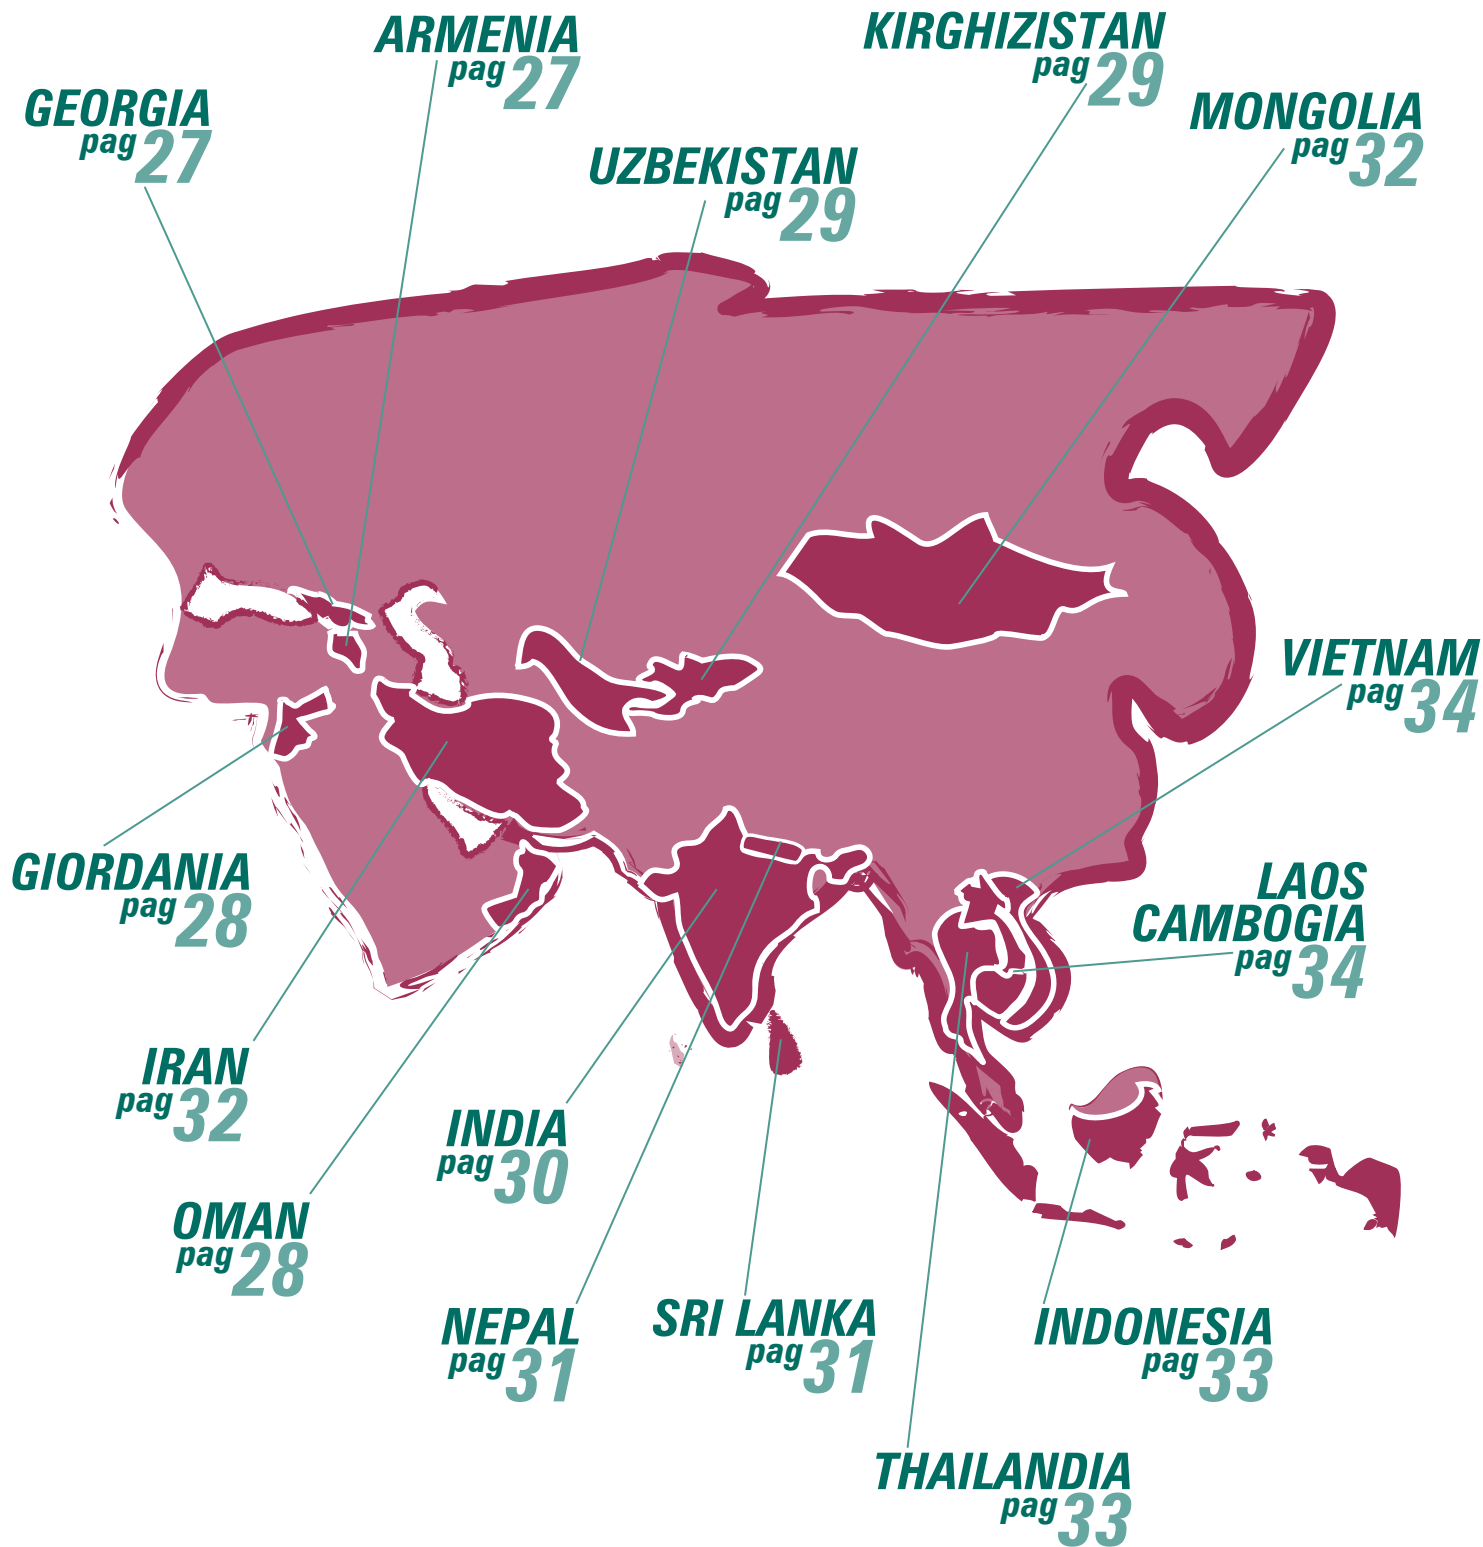 ARMENIA
pag 27
KIRGHIZISTAN
pag 29
GEORGIA
pag 27
MONGOLIA
pag 32
UZBEKISTAN
pag 29
VIETNAM
pag 34
GIORDANIA
pag 28
LAOS
CAMBOGIA
pag 34
IRAN
pag 32
INDIA
pag 30
OMAN
pag 28
NEPAL
pag 31
SRI LANKA
pag 31
INDONESIA
pag 33
THAILANDIA
pag 33